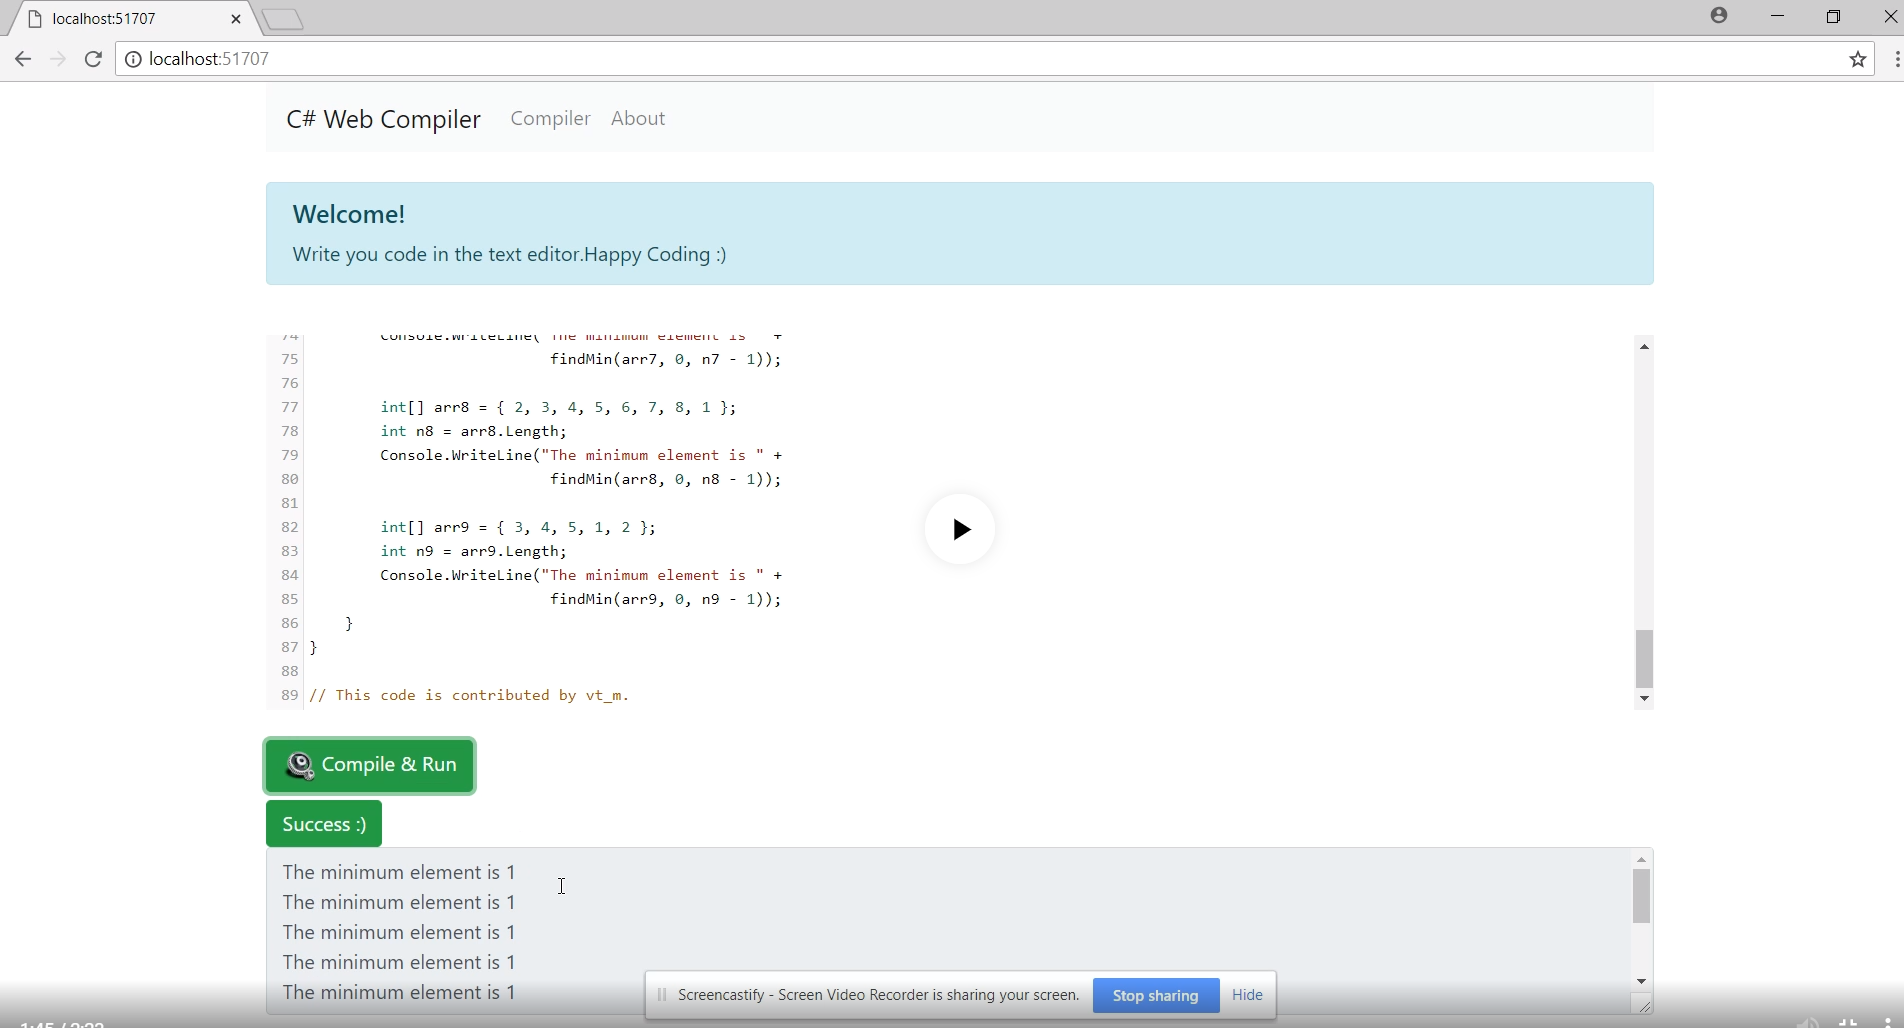 localhost:51707
localhost:51707
C# Web Compiler Compiler About
Welcome!
Write you code in the text editor.Happy Coding :)
74 Console.WriteLine("The minimum element is " +
75 findMin(arr7, 0, n7 - 1));
76
77 int[] arr8 = { 2, 3, 4, 5, 6, 7, 8, 1 };
78 int n8 = arr8.Length;
79 Console.WriteLine("The minimum element is " +
80 findMin(arr8, 0, n8 - 1));
81
82 int[] arr9 = { 3, 4, 5, 1, 2 };
83 int n9 = arr9.Length;
84 Console.WriteLine("The minimum element is " +
85 findMin(arr9, 0, n9 - 1));
86 }
87 }
88
89 // This code is contributed by vt_m.
Compile & Run
Success :)
The minimum element is 1
The minimum element is 1
The minimum element is 1
The minimum element is 1
The minimum element is 1
Screencastify - Screen Video Recorder is sharing your screen. Stop sharing Hide